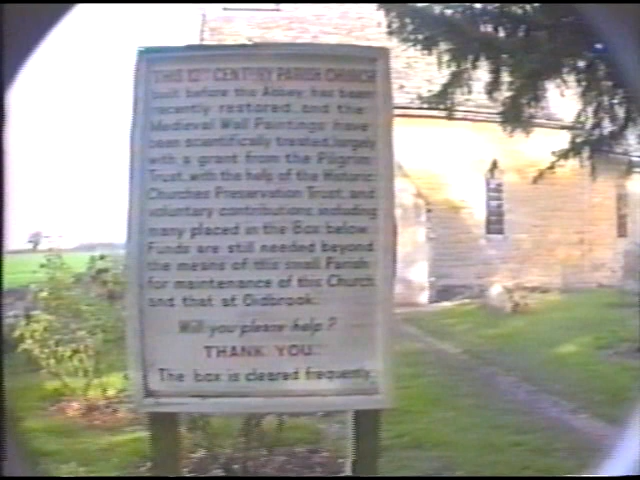 THIS 12TH CENTURY PARISH CHURCH
built before the Abbey, has been
recently restored, and the
Medieval Wall Paintings have
been scientifically treated, largely
with a grant from the Pilgrim
Trust, with the help of the Historic
Churches Preservation Trust, and
voluntary contributions including
many placed in the Box below.
Funds are still needed beyond
the means of this small Parish
for maintenance of this Church
and that at Didbrook.
Will you please help?
THANK YOU.
The box is cleared frequently.